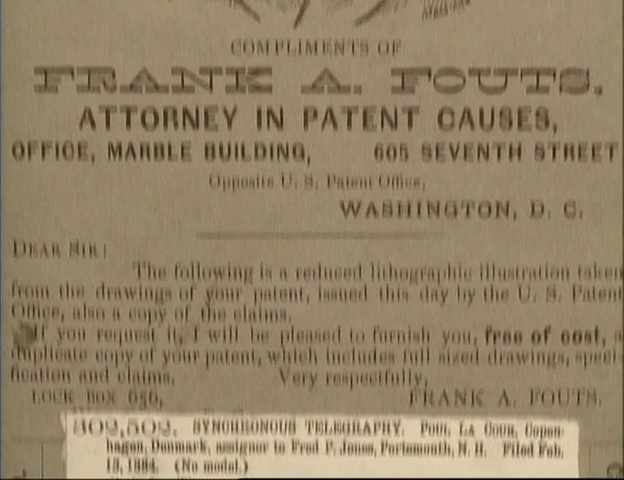 COMPLIMENTS OF
FRANK A. FOUTS,
ATTORNEY IN PATENT CAUSES,
OFFICE, MARBLE BUILDING, 605 SEVENTH STREET
Opposite U. S. Patent Office,
WASHINGTON, D. C.
DEAR SIR:
The following is a reduced lithographic illustration taken
from the drawings of your patent, issued this day by the U. S. Patent
Office, also a copy of the claims.
If you request it, I will be pleased to furnish you, free of cost, a
duplicate copy of your patent, which includes full sized drawings, speci-
fication and claims. Very respectfully,
LOCK BOX 656, FRANK A. FOUTS.
302,502. SYNCHRONOUS TELEGRAPHY. POUL LA COUR, Copen-
hagen, Denmark, assignor to Fred P. Jones, Portsmouth, N. H. Filed Feb.
13, 1884. (No model.)